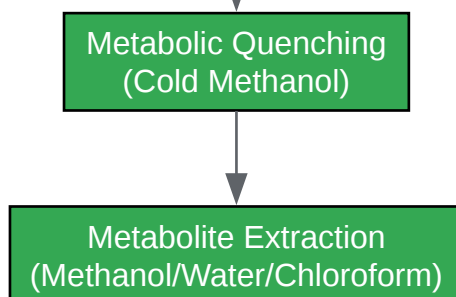 Metabolic Quenching
(Cold Methanol)
Metabolite Extraction
(Methanol/Water/Chloroform)